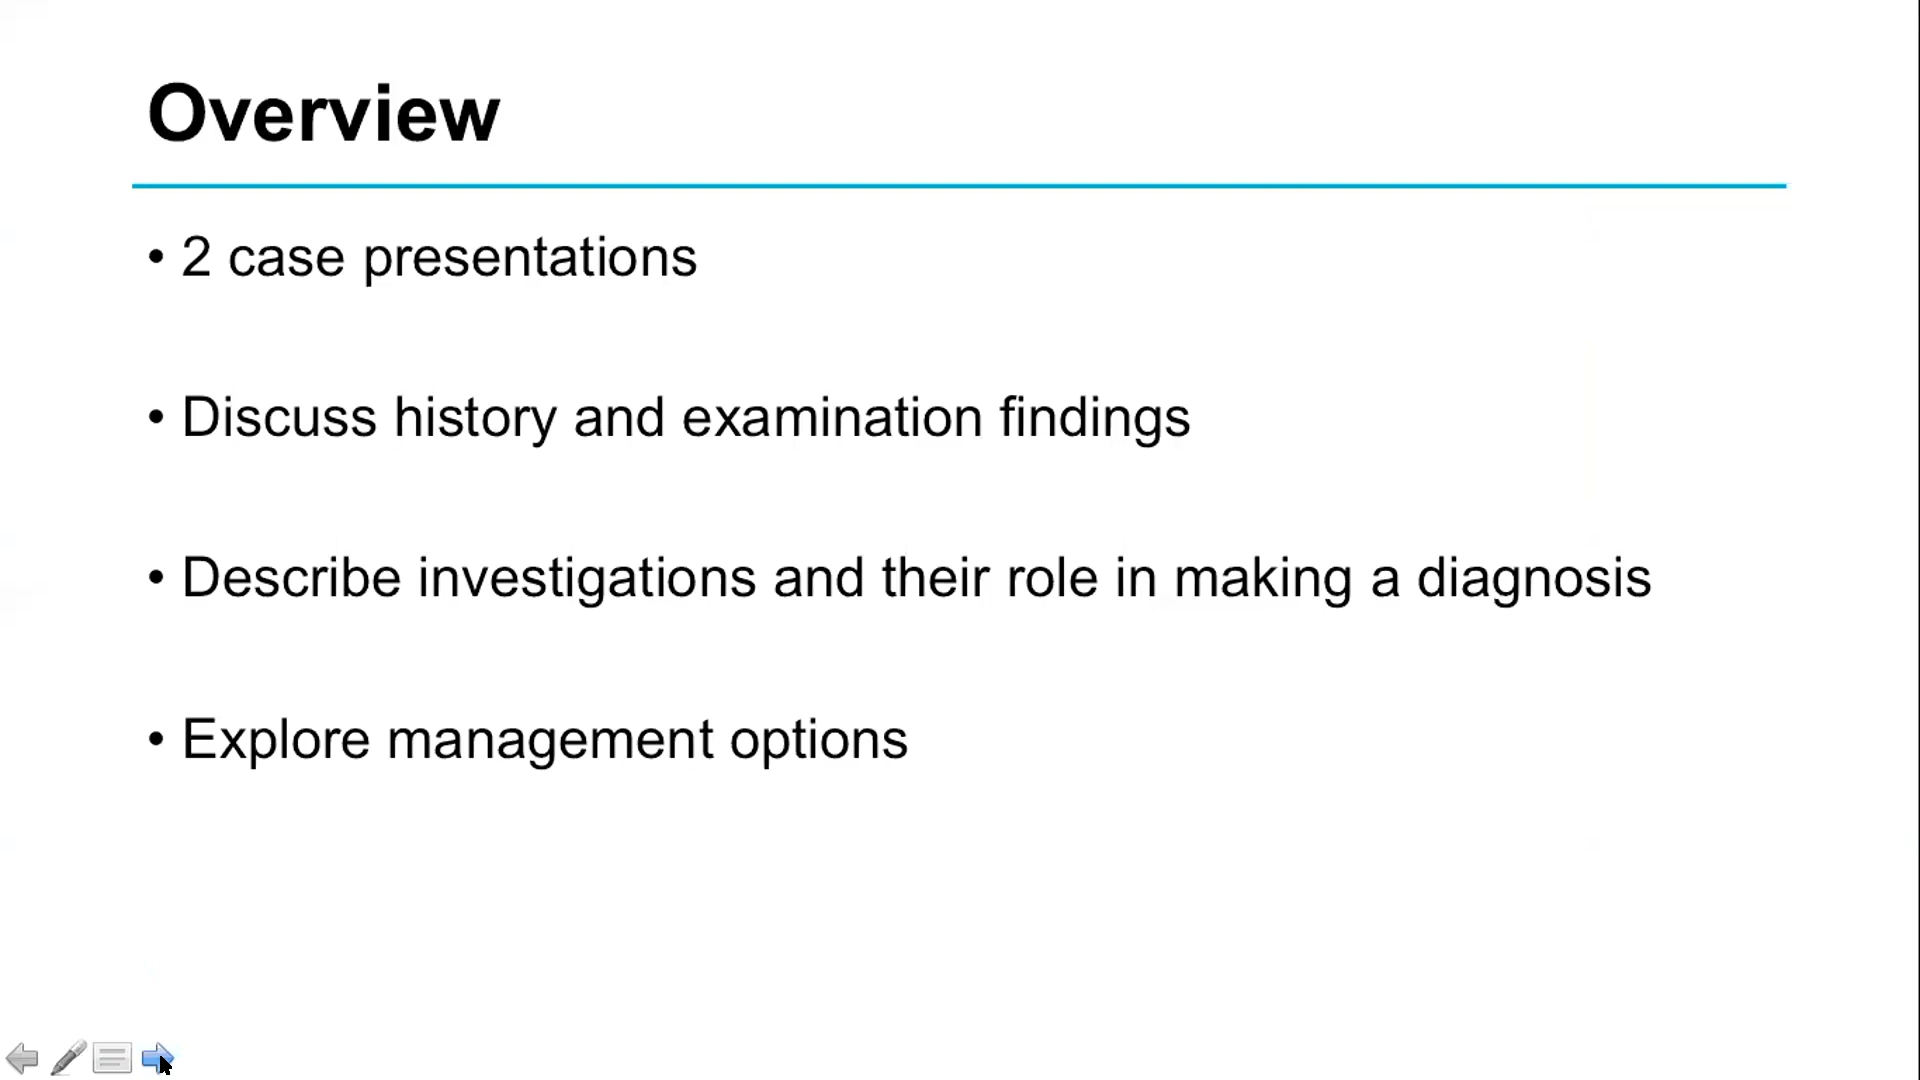 Overview
• 2 case presentations
• Discuss history and examination findings
• Describe investigations and their role in making a diagnosis
• Explore management options